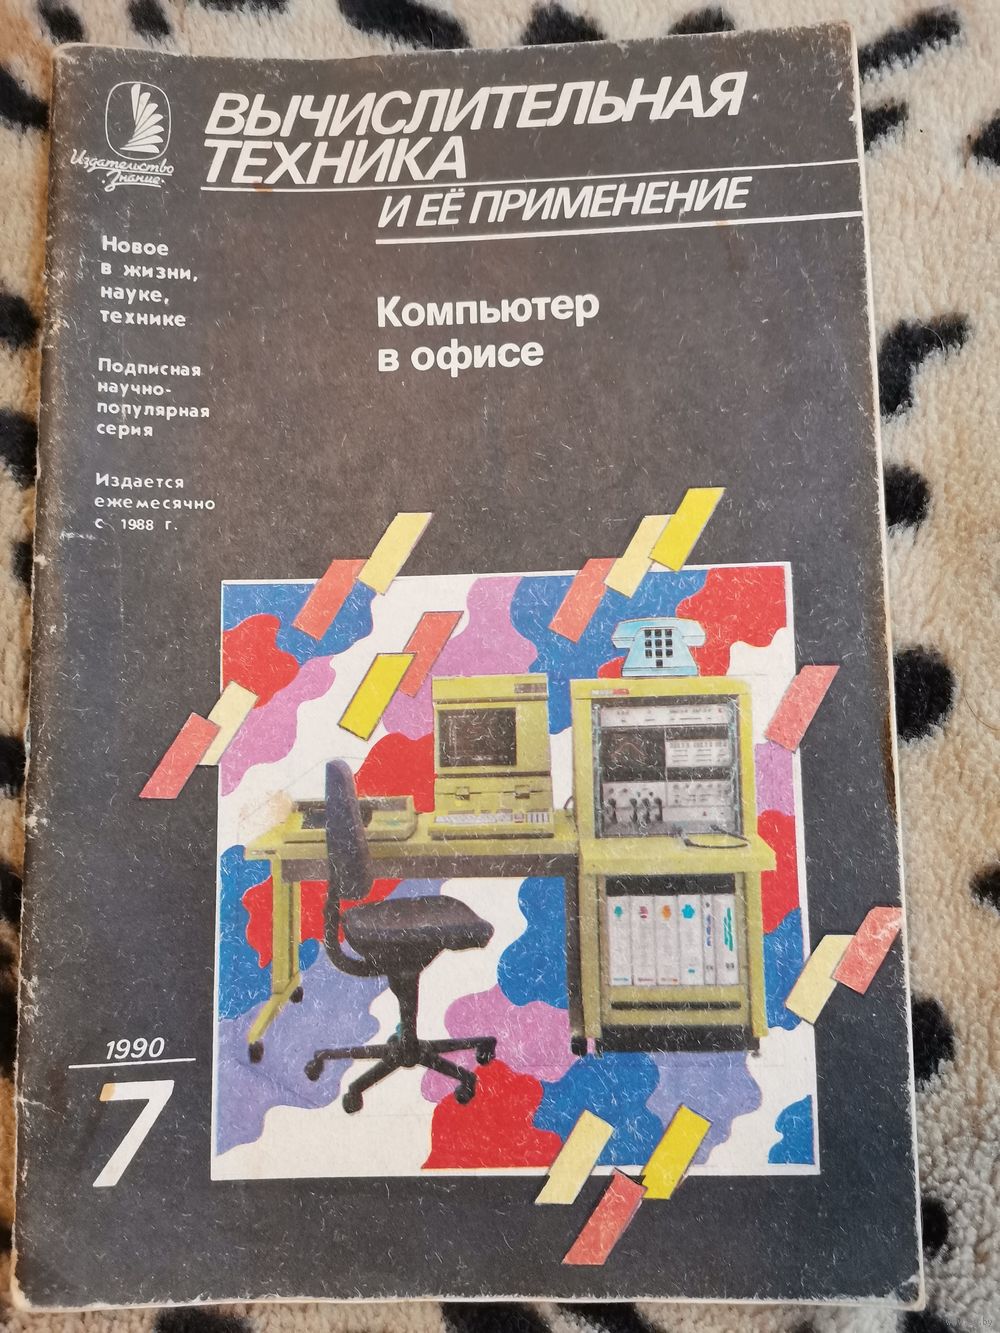 Издательство
·Знание·
ВЫЧИСЛИТЕЛЬНАЯ
ТЕХНИКА
И ЕЁ ПРИМЕНЕНИЕ
Новое
в жизни,
науке,
технике
Подписная
научно-
популярная
серия
Издается
ежемесячно
с 1988 г.
Компьютер
в офисе
1990
7